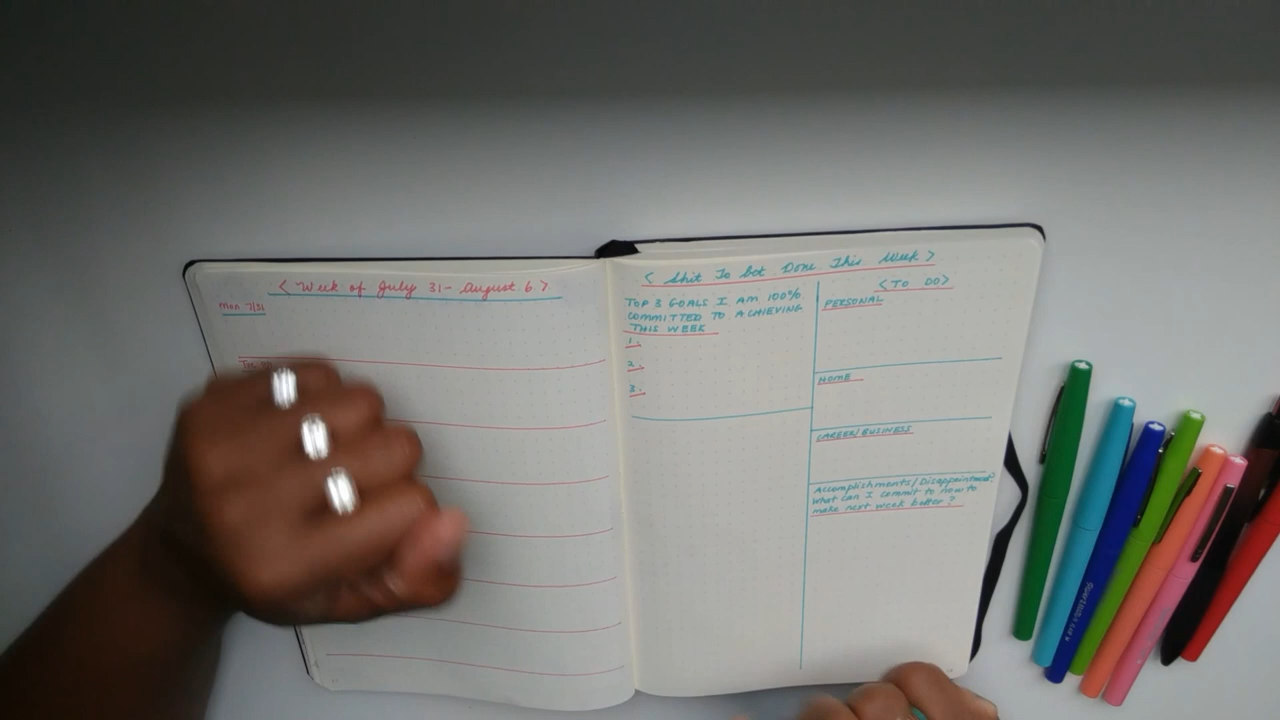 < Week of July 31 - August 6 >
Mon 7/31
< Shit To Get Done This Week >
TOP 3 GOALS I AM 100%
COMMITTED TO ACHIEVING
THIS WEEK
1.
2.
3.
<TO DO>
PERSONAL
HOME
CAREER/BUSINESS
Accomplishments/Disappointments?
What can I commit to now to
make next week better?